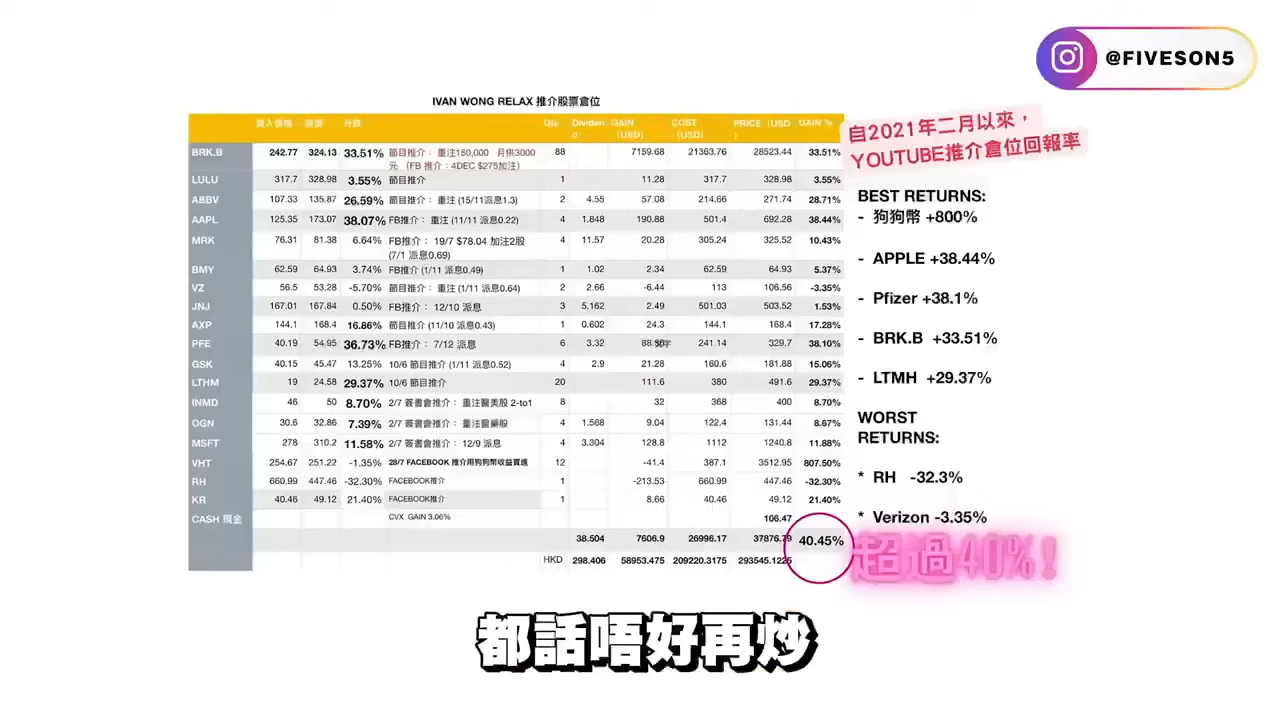 @FIVESON5
IVAN WONG RELAX 推介股票倉位
買入價格 現價 升跌 Qty Dividen d GAIN (USD) COST (USD) PRICE (USD ) GAIN %
BRK.B 242.77 324.13 33.51% 節目推介： 重注150,000 月供3000元 （FB 推介：4DEC $275加注） 88 7159.68 21363.76 28523.44 33.51%
LULU 317.7 328.98 3.55% 節目推介 1 11.28 317.7 328.98 3.55%
ABBV 107.33 135.87 26.59% 節目推介： 重注 (15/11派息1.3) 2 4.55 57.08 214.66 271.74 28.71%
AAPL 125.35 173.07 38.07% FB推介： 重注 (11/11 派息0.22) 4 1.848 190.88 501.4 692.28 38.44%
MRK 76.31 81.38 6.64% FB推介： 19/7 $78.04 加注2股 (7/1 派息0.69) 4 11.57 20.28 305.24 325.52 10.43%
BMY 62.59 64.93 3.74% FB推介 (1/11 派息0.49) 1 1.02 2.34 62.59 64.93 5.37%
VZ 56.5 53.28 -5.70% 節目推介： 重注 (1/11 派息0.64) 2 2.66 -6.44 113 106.56 -3.35%
JNJ 167.01 167.84 0.50% FB推介： 12/10 派息 3 5.162 2.49 501.03 503.52 1.53%
AXP 144.1 168.4 16.86% 節目推介 (11/10 派息0.43) 1 0.602 24.3 144.1 168.4 17.28%
PFE 40.19 54.95 36.73% FB推介： 7/12 派息 6 3.32 241.14 329.7 38.10%
GSK 40.15 45.47 13.25% 10/6 節目推介 (1/11 派息0.52) 4 2.9 21.28 160.6 181.88 15.06%
LTHM 19 24.58 29.37% 10/6 節目推介 20 111.6 380 491.6 29.37%
INMD 46 50 8.70% 2/7 簽書會推介： 重注醫美股 2-to1 8 32 368 400 8.70%
OGN 30.6 32.86 7.39% 2/7 簽書會推介： 重注醫藥股 4 1.568 9.04 122.4 131.44 8.67%
MSFT 278 310.2 11.58% 2/7 簽書會推介： 12/9 派息 4 3.304 128.8 1112 1240.8 11.88%
VHT 254.67 251.22 -1.35% 28/7 FACEBOOK 推介用狗狗幣收益買進 12 -41.4 387.1 3512.95 807.50%
RH 660.99 447.46 -32.30% FACEBOOK推介 1 -213.53 660.99 447.46 -32.30%
KR 40.46 49.12 21.40% FACEBOOK推介 1 8.66 40.46 49.12 21.40%
CASH 現金 CVX GAIN 3.06% 106.47
38.504 7606.9 26996.17 37876.79 40.45%
HKD 298.406 58953.475 209220.3175 293545.1225
自2021年二月以來，
YOUTUBE推介倉位回報率
BEST RETURNS:
- 狗狗幣 +800%
- APPLE +38.44%
- Pfizer +38.1%
- BRK.B +33.51%
- LTMH +29.37%
WORST
RETURNS:
* RH -32.3%
* Verizon -3.35%
超過40%!
都話唔好再炒